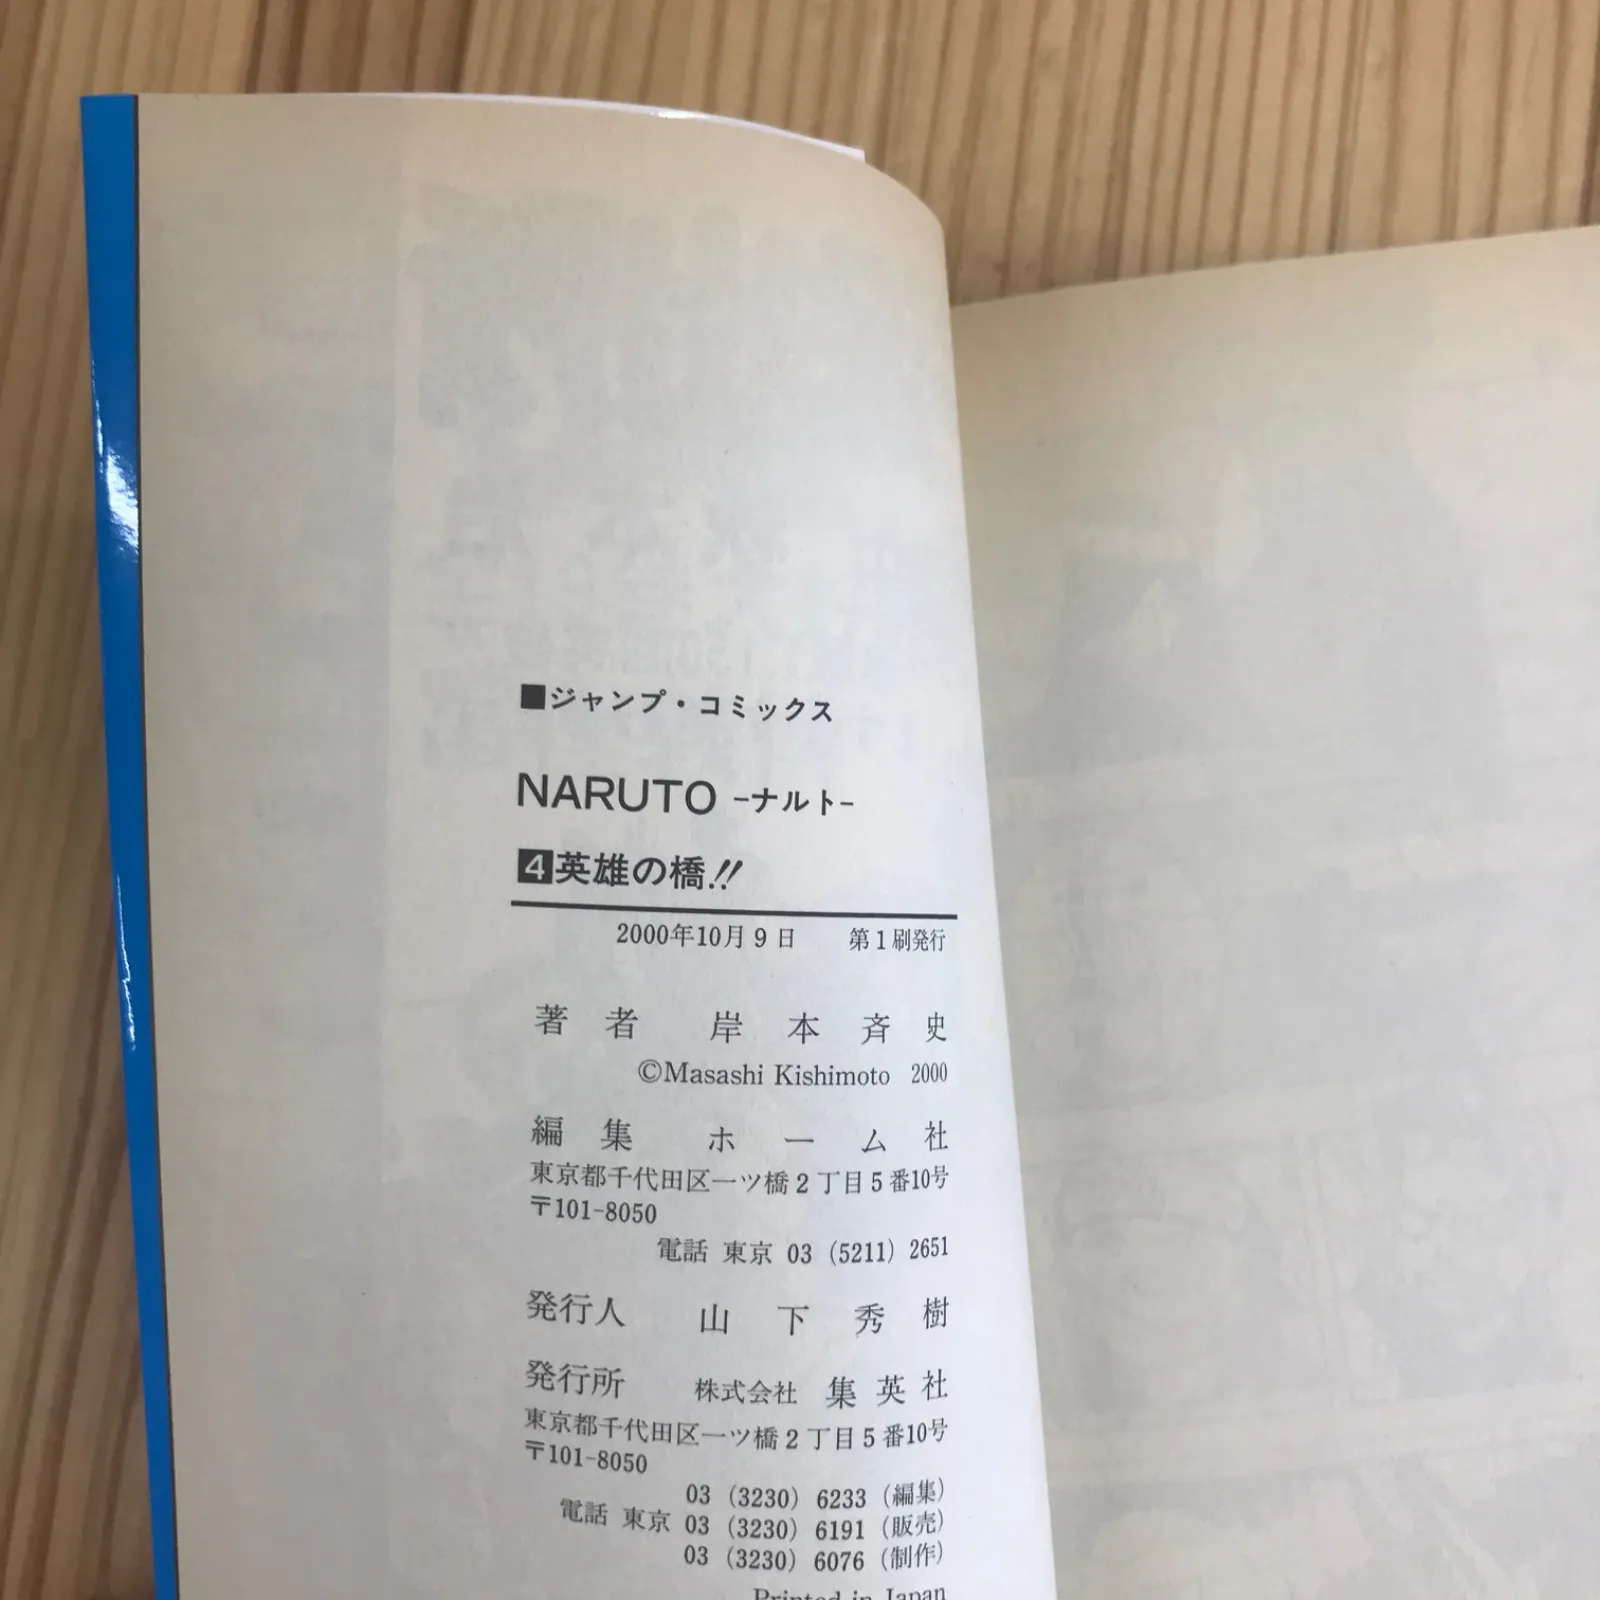 ■ジャンプ・コミックス
NARUTO -ナルト-
4英雄の橋!!
2000年10月9日 第1刷発行
著者 岸本斉史
©Masashi Kishimoto 2000
編集 ホーム社
東京都千代田区一ツ橋2丁目5番10号
〒101-8050
電話 東京 03 (5211) 2651
発行人 山下秀樹
発行所 株式会社 集英社
東京都千代田区一ツ橋2丁目5番10号
〒101-8050
03 (3230) 6233 (編集)
電話 東京 03 (3230) 6191 (販売)
03 (3230) 6076 (制作)
Printed in Japan